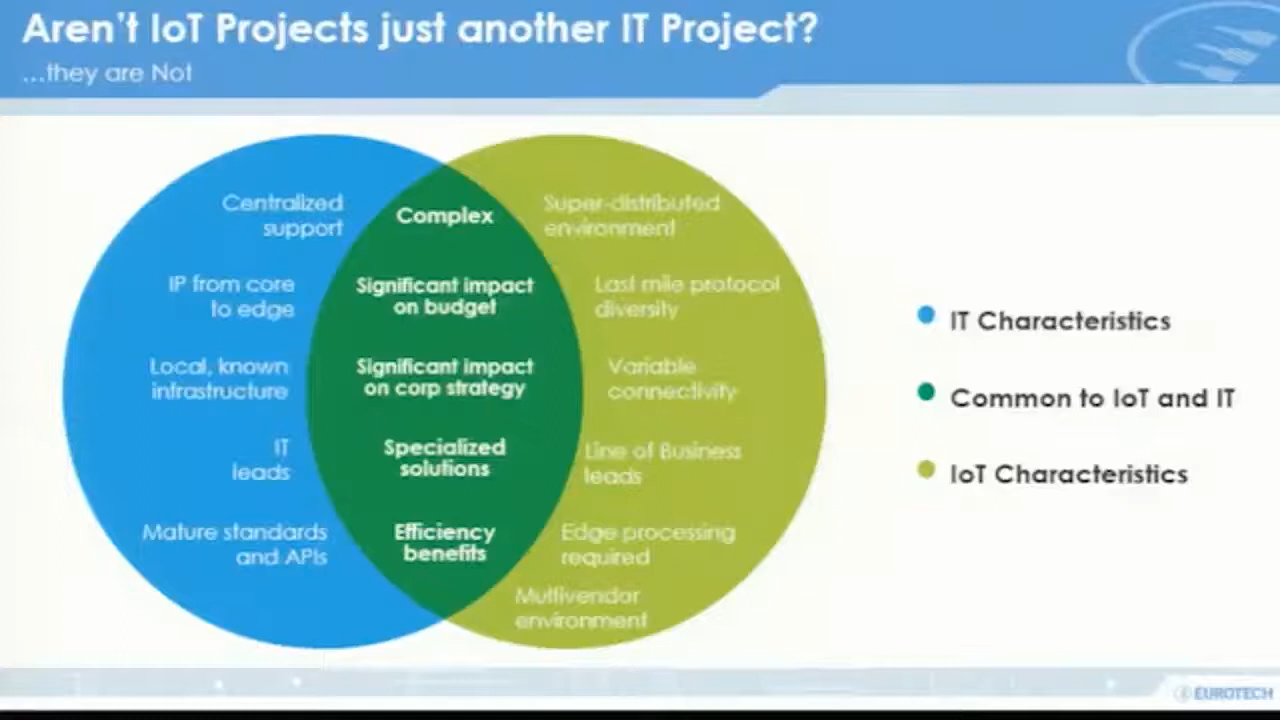 Aren't IoT Projects just another IT Project?
...they are Not
Centralized
support
IP from core
to edge
Local, known
infrastructure
IT
leads
Mature standards
and APIs
Complex
Significant impact
on budget
Significant impact
on corp strategy
Specialized
solutions
Efficiency
benefits
Super-distributed
environment
Last mile protocol
diversity
Variable
connectivity
Line of Business
leads
Edge processing
required
Multivendor
environment
IT Characteristics
Common to IoT and IT
IoT Characteristics
EUROTECH